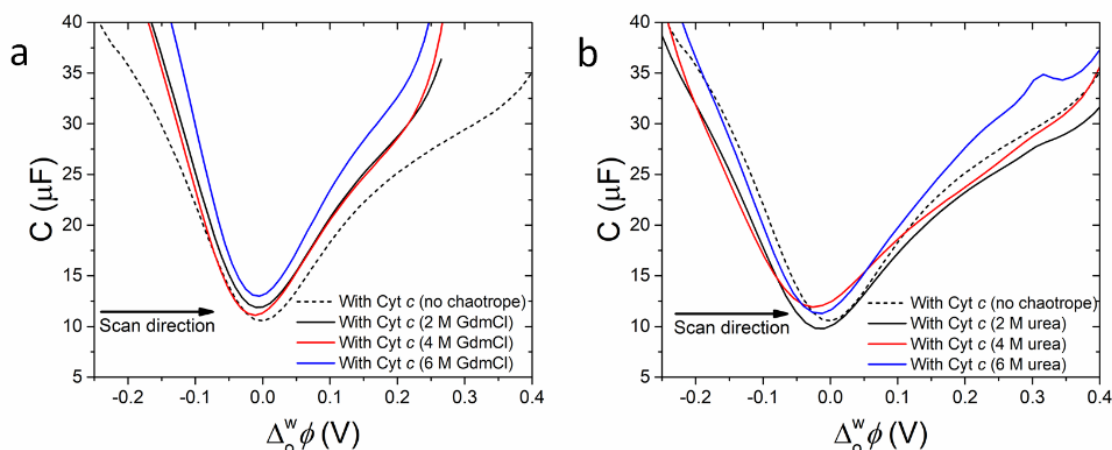 a
40
35
30
25
20
15
10
5
C (μF)
Scan direction
With Cyt c (no chaotrope)
With Cyt c (2 M GdmCl)
With Cyt c (4 M GdmCl)
With Cyt c (6 M GdmCl)
-0.2 -0.1 0.0 0.1 0.2 0.3 0.4
Δ_o^w ϕ (V)
b
40
35
30
25
20
15
10
5
C (μF)
Scan direction
With Cyt c (no chaotrope)
With Cyt c (2 M urea)
With Cyt c (4 M urea)
With Cyt c (6 M urea)
-0.2 -0.1 0.0 0.1 0.2 0.3 0.4
Δ_o^w ϕ (V)